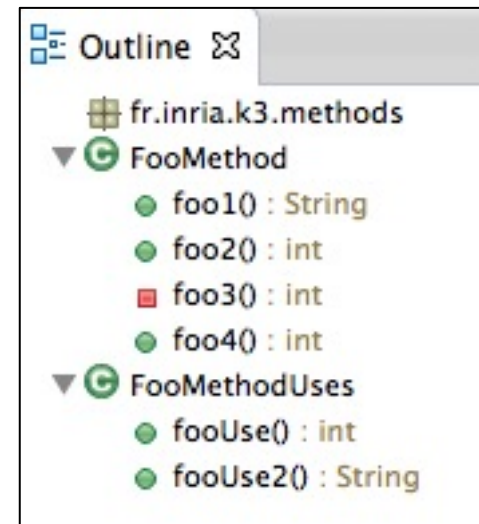 Outline
fr.inria.k3.methods
FooMethod
foo1() : String
foo2() : int
foo3() : int
foo4() : int
FooMethodUses
fooUse() : int
fooUse2() : String